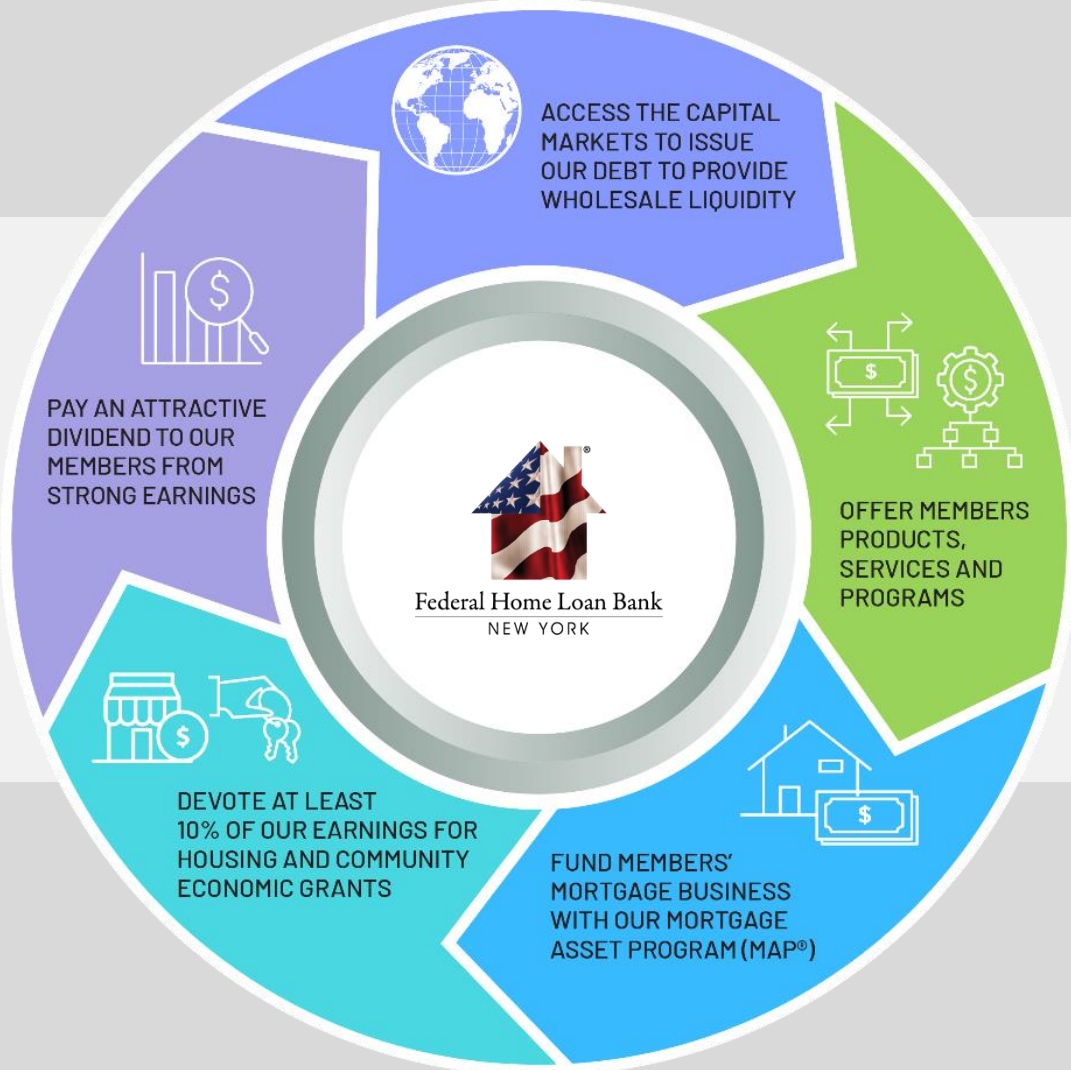 ACCESS THE CAPITAL
MARKETS TO ISSUE
OUR DEBT TO PROVIDE
WHOLESALE LIQUIDITY
$
$
OFFER MEMBERS
PRODUCTS,
SERVICES AND
PROGRAMS
$
FUND MEMBERS’
MORTGAGE BUSINESS
WITH OUR MORTGAGE
ASSET PROGRAM (MAP®)
$
DEVOTE AT LEAST
10% OF OUR EARNINGS FOR
HOUSING AND COMMUNITY
ECONOMIC GRANTS
$
PAY AN ATTRACTIVE
DIVIDEND TO OUR
MEMBERS FROM
STRONG EARNINGS
®
Federal Home Loan Bank
NEW YORK